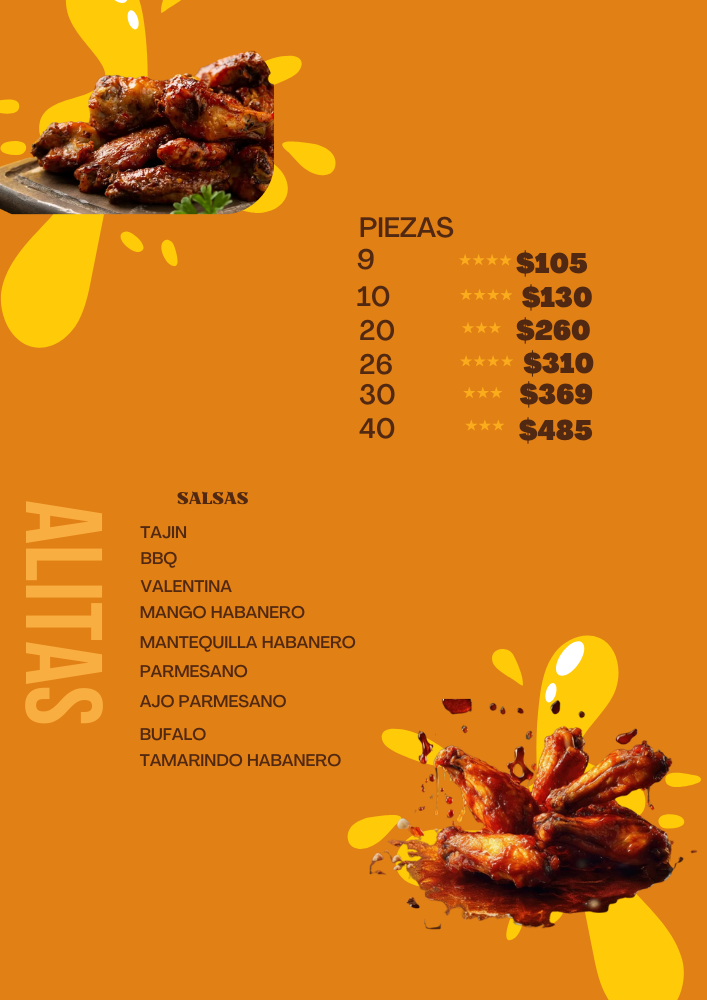 PIEZAS
9 ★★★★ $105
10 ★★★★ $130
20 ★★★ $260
26 ★★★★ $310
30 ★★★ $369
40 ★★★ $485
ALITAS
SALSAS
TAJIN
BBQ
VALENTINA
MANGO HABANERO
MANTEQUILLA HABANERO
PARMESANO
AJO PARMESANO
BUFALO
TAMARINDO HABANERO